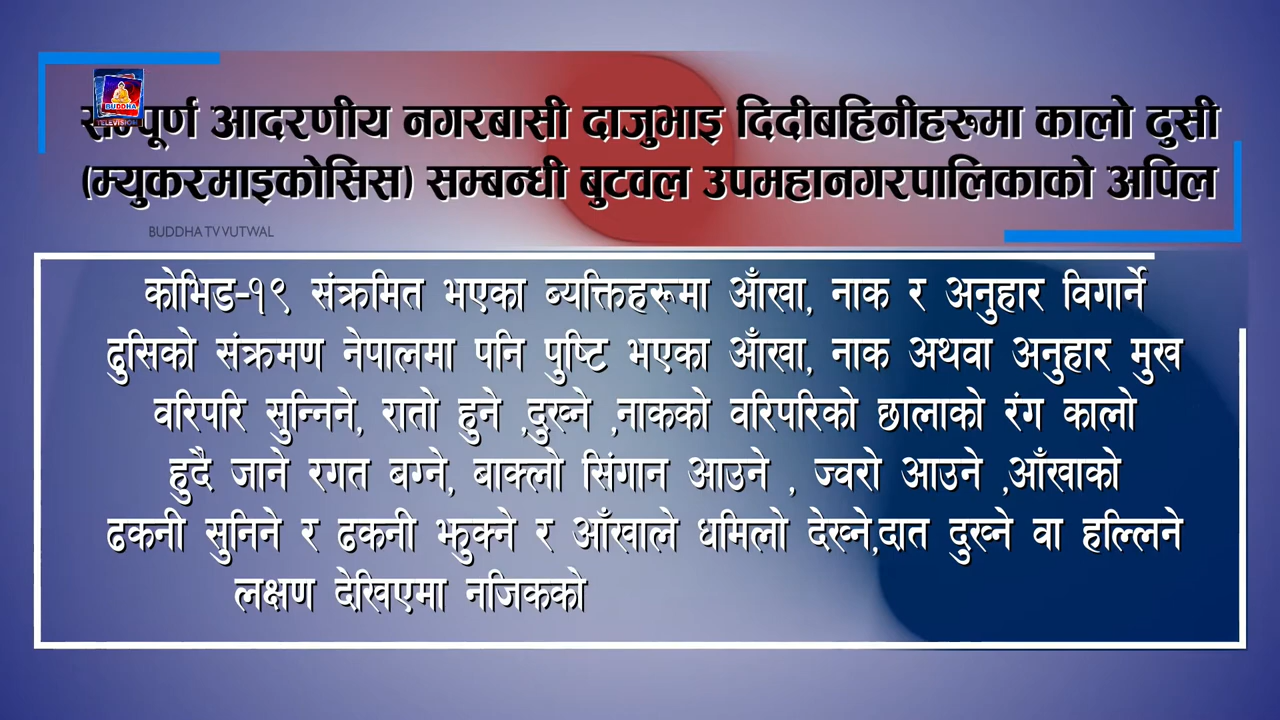 BUDDHA
TELEVISION
सम्पूर्ण आदरणीय नगरबासी दाजुभाइ दिदीबहिनीहरूमा कालो ढुसी
(म्युकरमाइकोसिस) सम्बन्धी बुटवल उपमहानगरपालिकाको अपिल
BUDDHA TV VUTWAL
कोभिड-१९ संक्रमित भएका ब्यक्तिहरूमा आँखा, नाक र अनुहार विगार्ने
ढुसिको संक्रमण नेपालमा पनि पुष्टि भएका आँखा, नाक अथवा अनुहार मुख
वरिपरि सुन्निने, रातो हुने ,दुख्ने ,नाकको वरिपरिको छालाको रंग कालो
हुदै जाने रगत बग्ने, बाक्लो सिंगान आउने , ज्वरो आउने ,आँखाको
ढकनी सुनिने र ढकनी झुक्ने र आँखाले धमिलो देख्ने,दात दुख्ने वा हल्लिने
लक्षण देखिएमा नजिकको